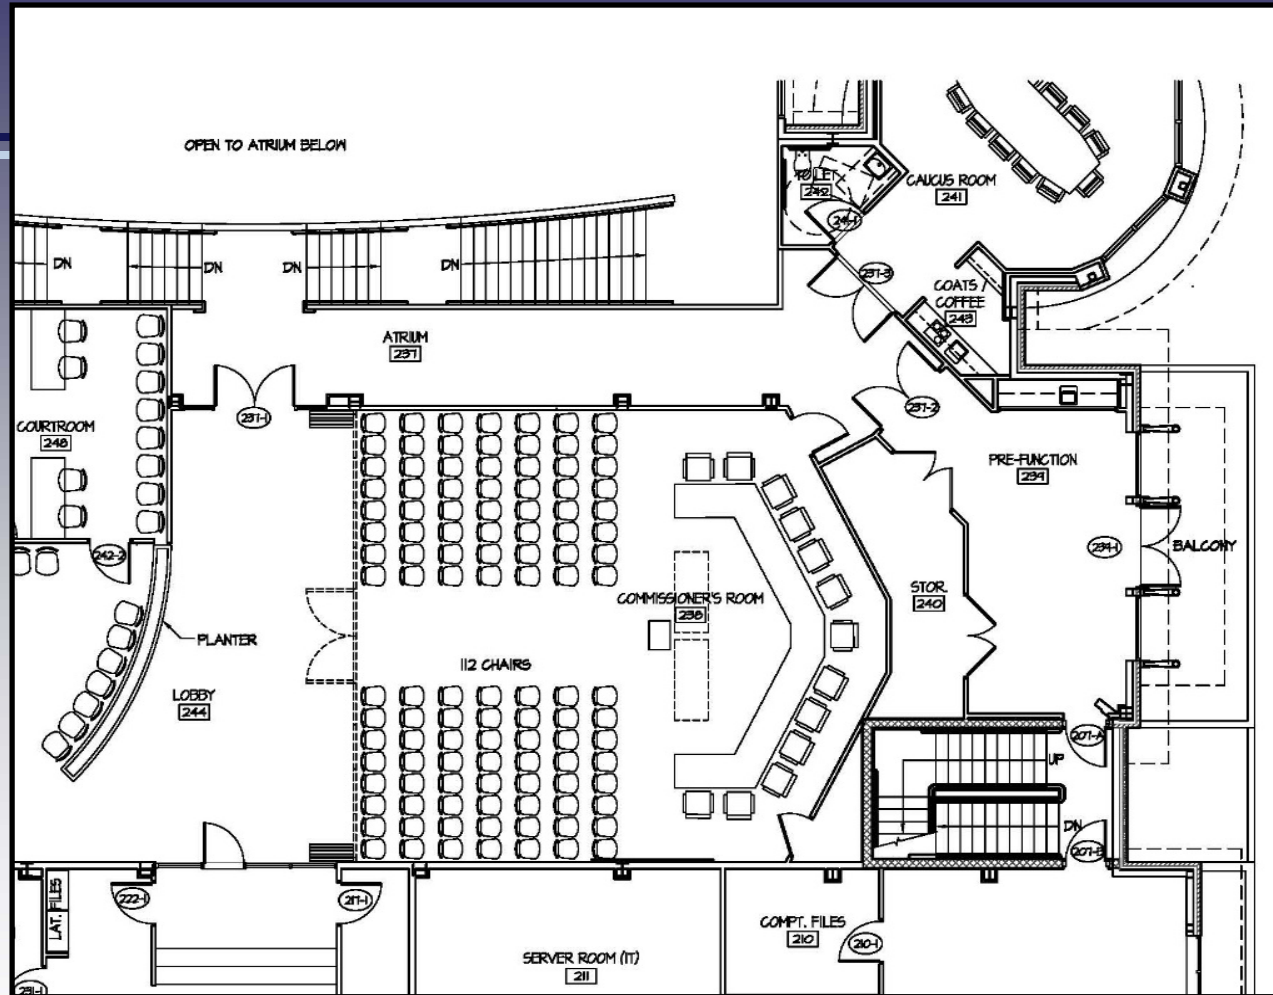 OPEN TO ATRIUM BELOW
TOILET
242
CAUCUS ROOM
241
241-1
DN
DN
DN
DN
237-3
COATS /
COFFEE
243
ATRIUM
237
237-1
237-2
COURTROOM
248
PRE-FUNCTION
239
242-2
239-1
BALCONY
STOR.
240
COMMISSIONER'S ROOM
238
PLANTER
112 CHAIRS
LOBBY
244
207-A
UP
DN
207-B
LAT. FILES
222-1
217-1
COMPT. FILES
210
210-1
SERVER ROOM (IT)
211
231-1